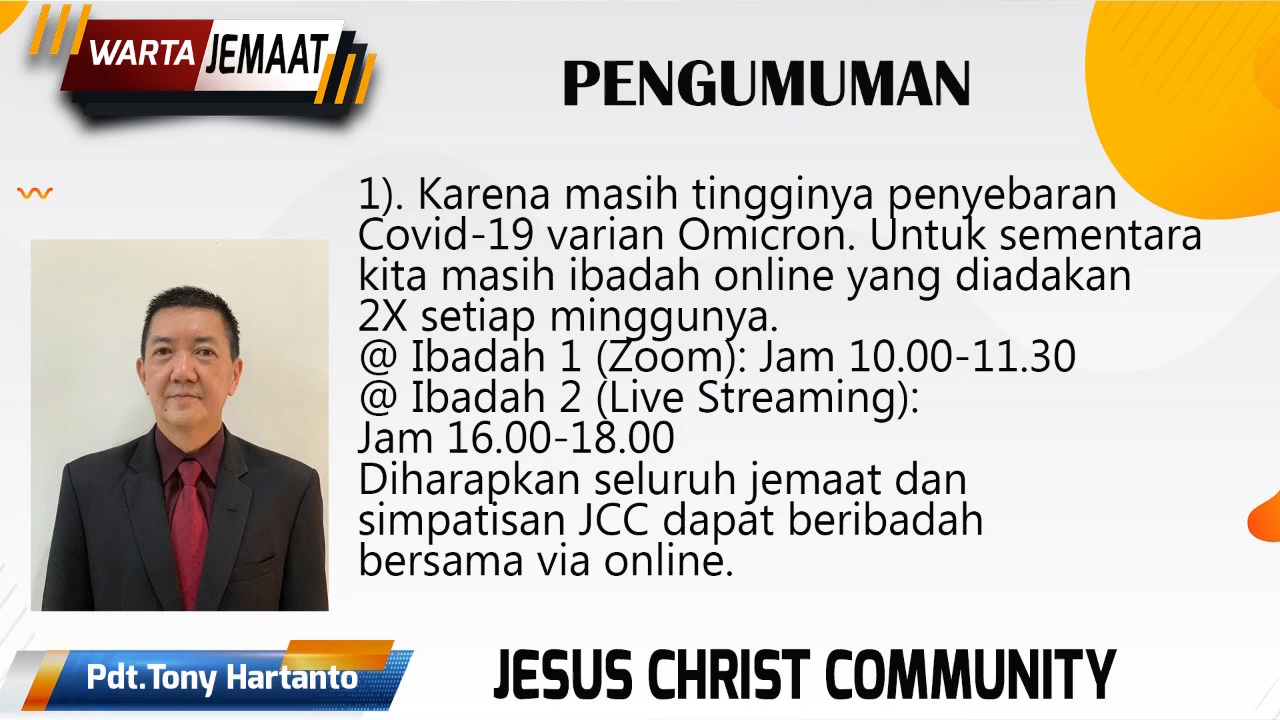 WARTA JEMAAT
PENGUMUMAN
1). Karena masih tingginya penyebaran
Covid-19 varian Omicron. Untuk sementara
kita masih ibadah online yang diadakan
2X setiap minggunya.
@ Ibadah 1 (Zoom): Jam 10.00-11.30
@ Ibadah 2 (Live Streaming):
Jam 16.00-18.00
Diharapkan seluruh jemaat dan
simpatisan JCC dapat beribadah
bersama via online.
Pdt.Tony Hartanto
JESUS CHRIST COMMUNITY